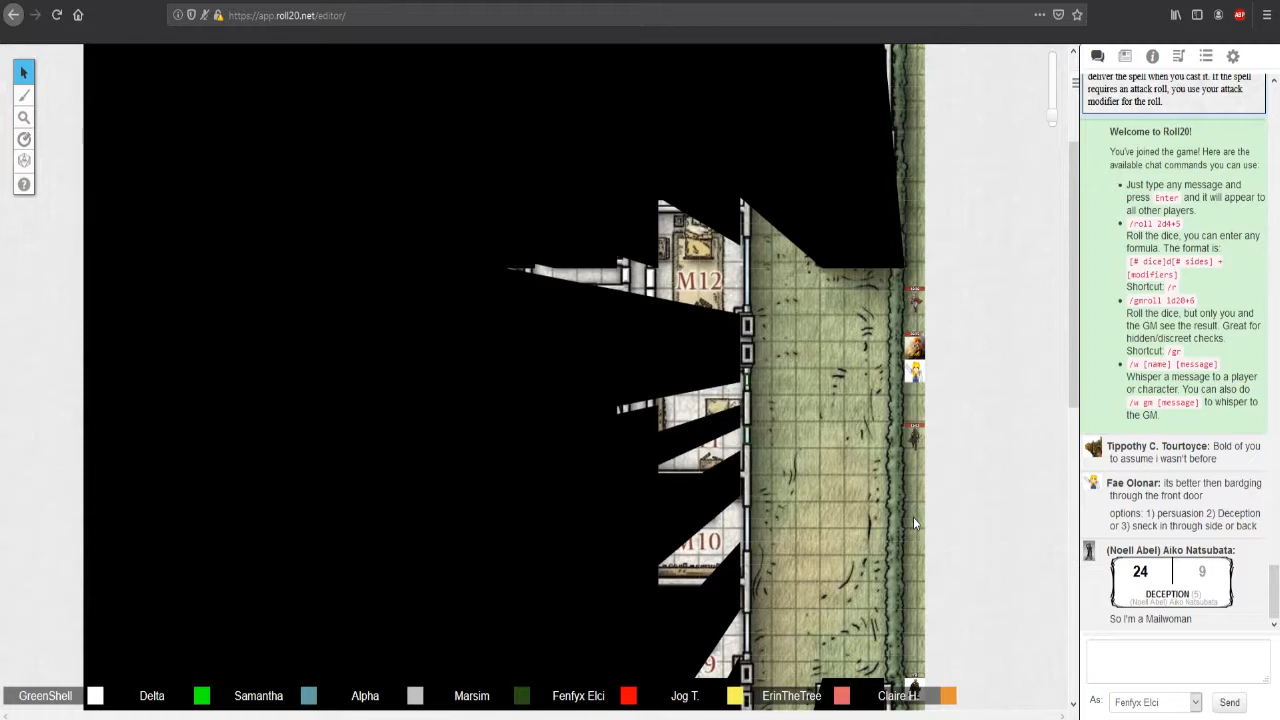 https://app.roll20.net/editor/
ABP
deliver the spell when you cast it. If the spell
requires an attack roll, you use your attack
modifier for the roll.
Welcome to Roll20!
You've joined the game! Here are the
available chat commands you can use:
Just type any message and
press Enter and it will appear to
all other players.
/roll 2d4+5
Roll the dice, you can enter any
formula. The format is:
[# dice]d[# sides] +
[modifiers]
Shortcut: /r
/gmroll 1d20+6
Roll the dice, but only you and
the GM see the result. Great for
hidden/discreet checks.
Shortcut: /gr
/w [name] [message]
Whisper a message to a player
or character. You can also do
/w gm [message] to whisper to
the GM.
Tippothy C. Tourtoyce: Bold of you
to assume i wasn't before
Fae Olonar: its better then bardging
through the front door
options: 1) persuasion 2) Deception
or 3) sneck in through side or back
(Noell Abel) Aiko Natsubata:
24 9
DECEPTION (5)
(Noell Abel) Aiko Natsubata
So I'm a Mailwoman
As: Fenfyx Elci Send
M12
M10
9
GreenShell Delta Samantha Alpha Marsim Fenfyx Elci Jog T. ErinTheTree Claire H.